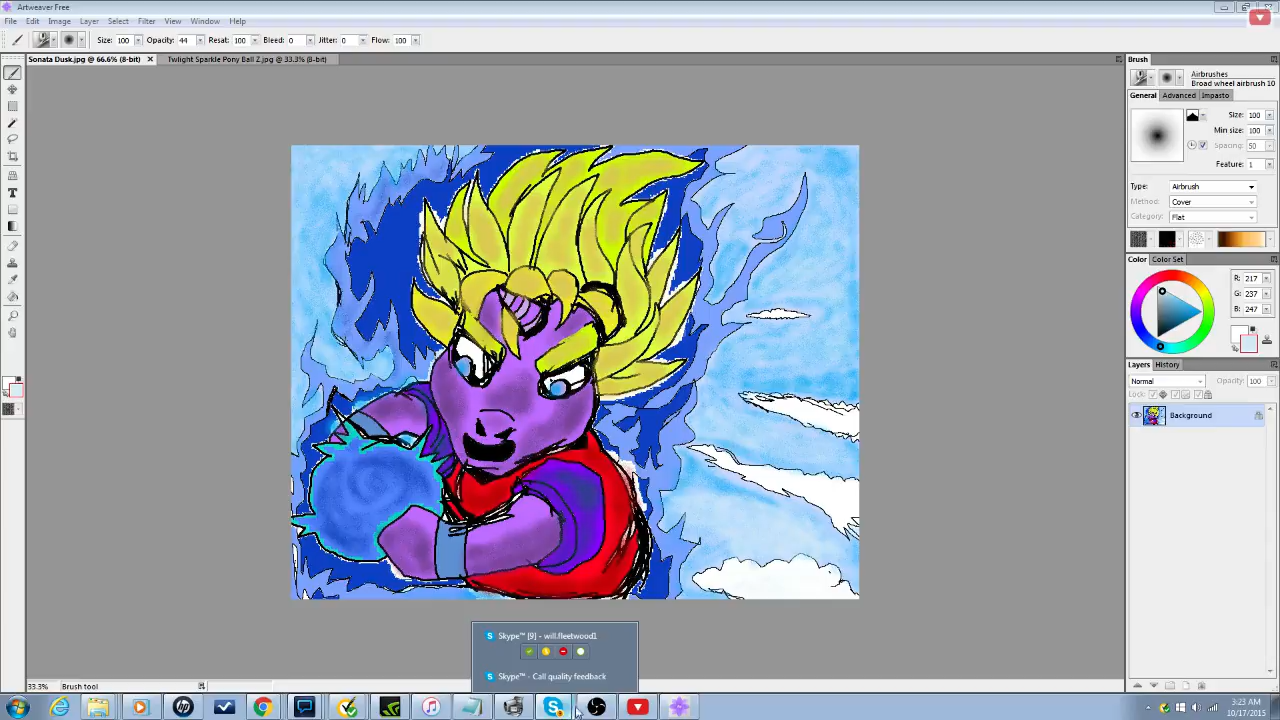 Artweaver Free
File Edit Image Layer Select Filter View Window Help
Size: 100 Opacity: 44 Resat: 100 Bleed: 0 Jitter: 0 Flow: 100
Sonata Dusk.jpg @ 66.6% (8-bit) Twlight Sparkle Pony Ball Z.jpg @ 33.3% (8-bit)
Brush
Airbrushes
Broad wheel airbrush 10
General Advanced Impasto
Size: 100
Min size: 100
Spacing: 50
Feature: 1
Type: Airbrush
Method: Cover
Category: Flat
Color Color Set
R: 217
G: 237
B: 247
Layers History
Normal Opacity: 100
Lock:
Background
Skype™ [9] - will.fleetwood1
Skype™ - Call quality feedback
33.3% Brush tool
3:23 AM
10/17/2015